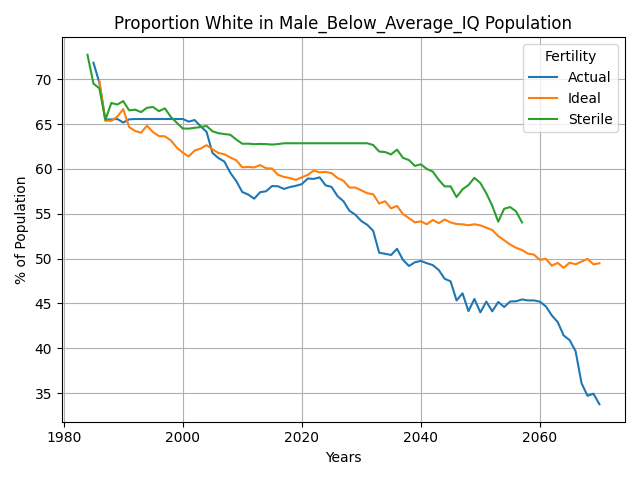 Proportion White in Male_Below_Average_IQ Population
Fertility
Actual
Ideal
Sterile
% of Population
70
65
60
55
50
45
40
35
1980
2000
2020
2040
2060
Years